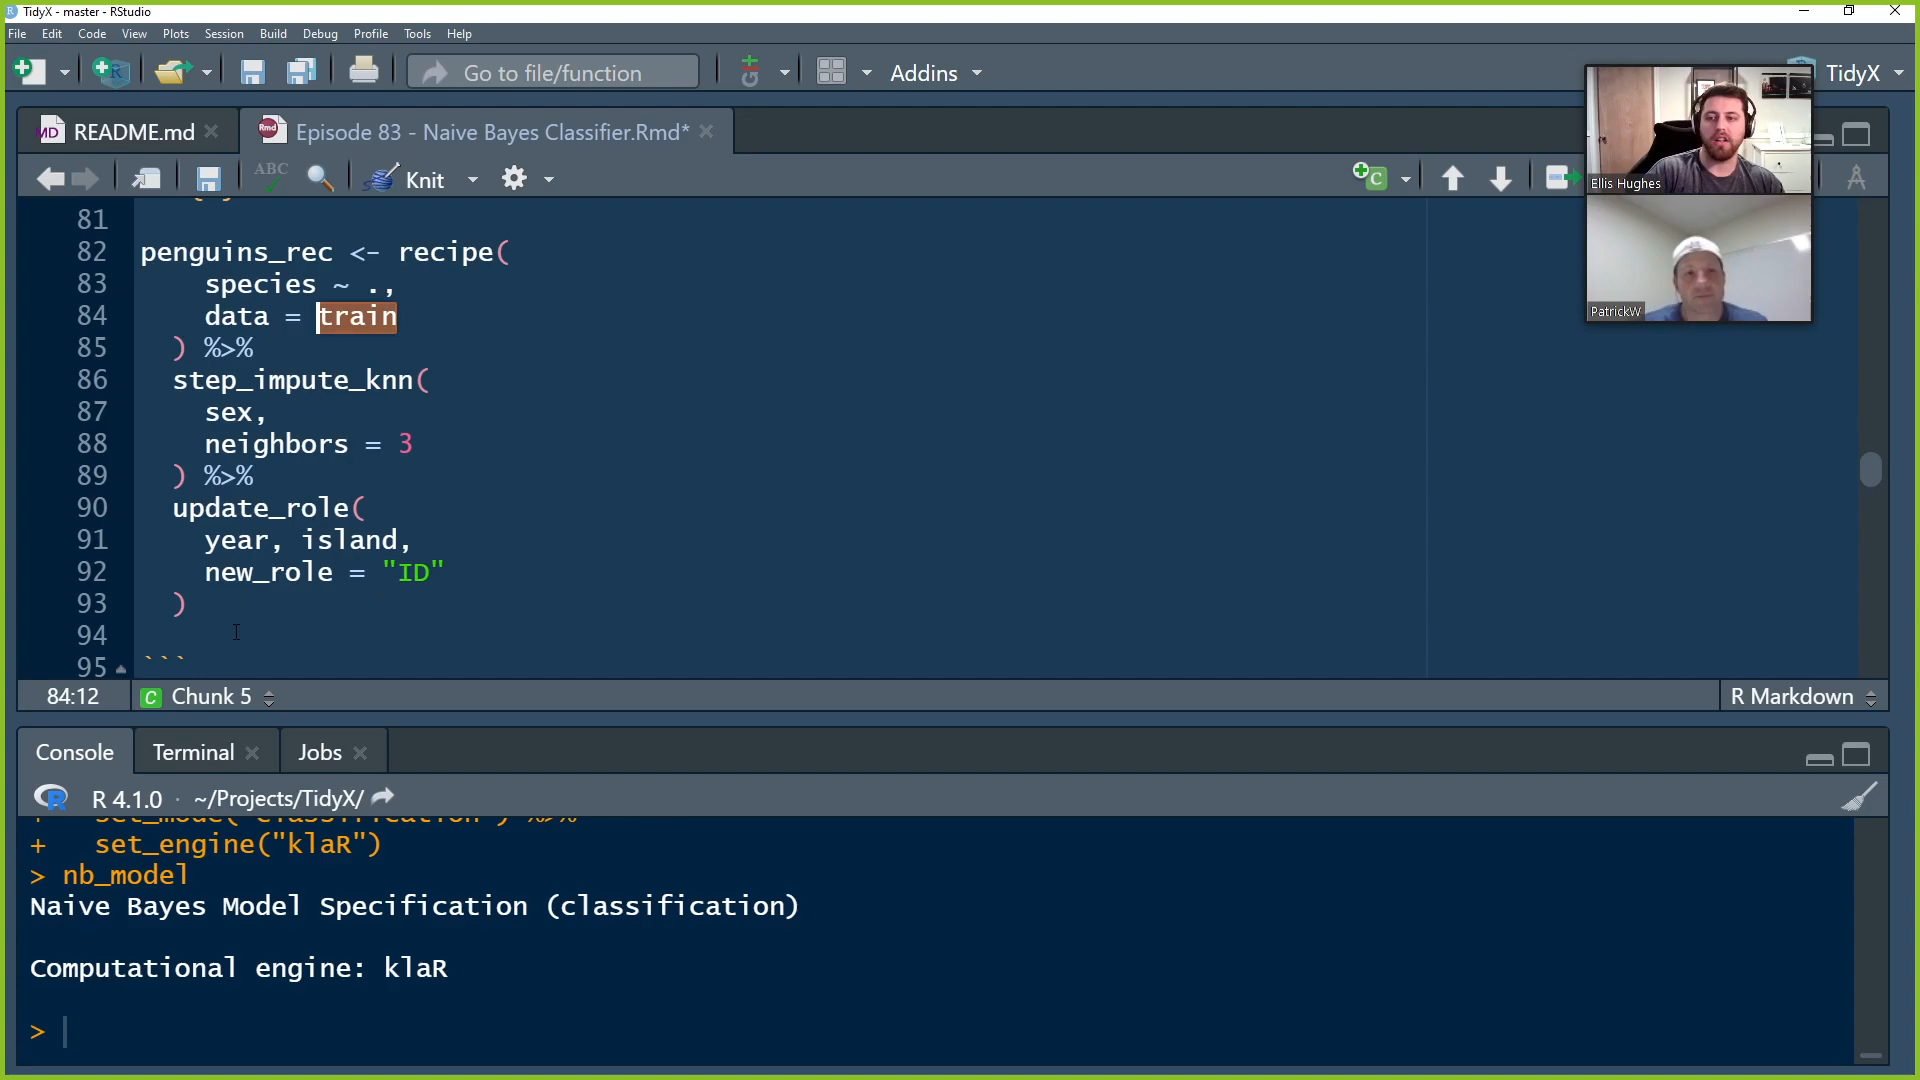 TidyX - master - RStudio
File Edit Code View Plots Session Build Debug Profile Tools Help
Go to file/function Addins TidyX
README.md Episode 83 - Naive Bayes Classifier.Rmd*
ABC Knit
Ellis Hughes
PatrickW
81
82 penguins_rec <- recipe(
83 species ~ .,
84 data = train
85 ) %>%
86 step_impute_knn(
87 sex,
88 neighbors = 3
89 ) %>%
90 update_role(
91 year, island,
92 new_role = "ID"
93 )
94
95 ```
84:12 C Chunk 5 R Markdown
Console Terminal Jobs
R 4.1.0 · ~/Projects/TidyX/
+ set_mode("classification") %>%
+ set_engine("klaR")
> nb_model
Naive Bayes Model Specification (classification)
Computational engine: klaR
>